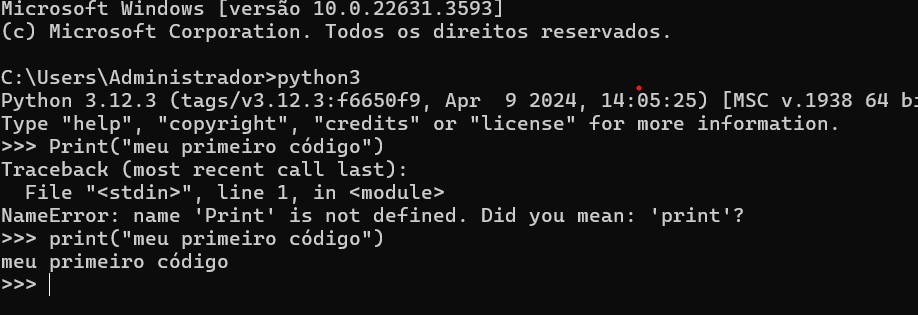 Microsoft Windows [versão 10.0.22631.3593]
(c) Microsoft Corporation. Todos os direitos reservados.
C:\Users\Administrador>python3
Python 3.12.3 (tags/v3.12.3:f6650f9, Apr  9 2024, 14:05:25) [MSC v.1938 64 bi
Type "help", "copyright", "credits" or "license" for more information.
>>> Print("meu primeiro código")
Traceback (most recent call last):
  File "<stdin>", line 1, in <module>
NameError: name 'Print' is not defined. Did you mean: 'print'?
>>> print("meu primeiro código")
meu primeiro código
>>>